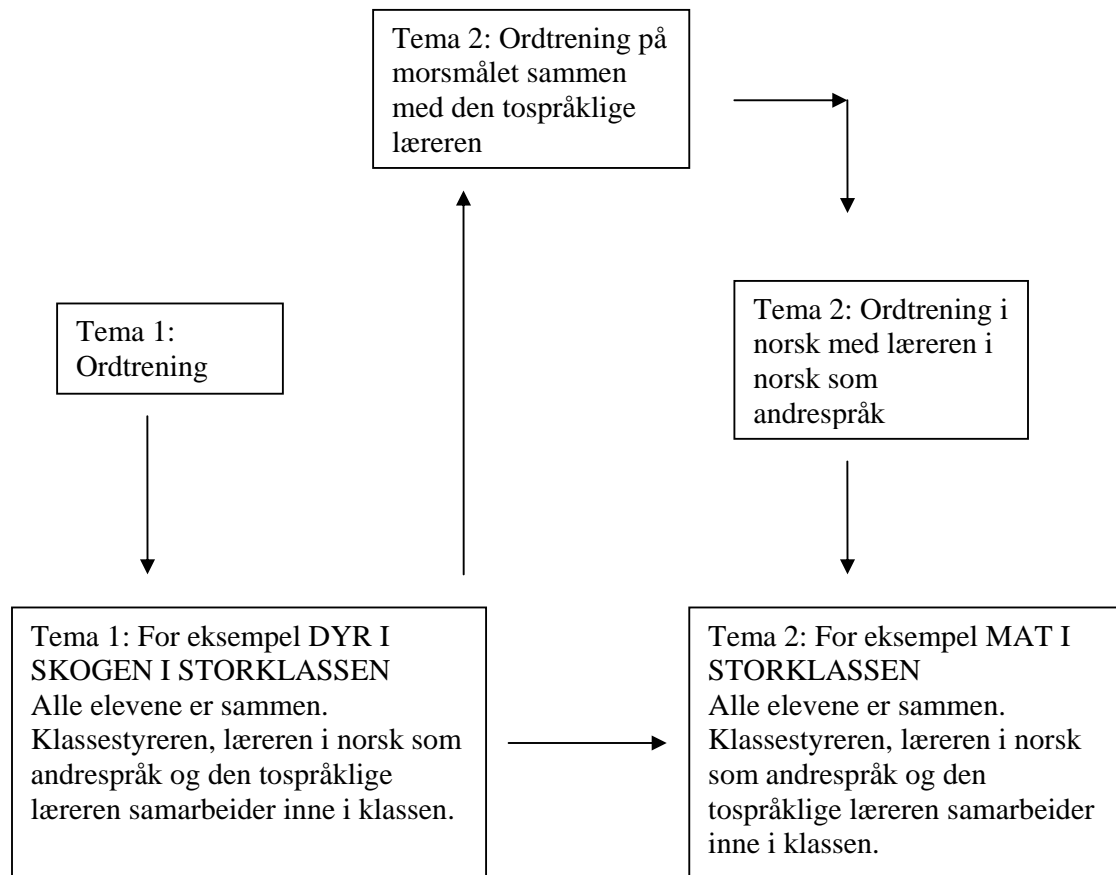 Tema 2: Ordtrening på
morsmålet sammen
med den tospråklige
læreren
Tema 1:
Ordtrening
Tema 2: Ordtrening i
norsk med læreren i
norsk som
andrespråk
Tema 1: For eksempel DYR I
SKOGEN I STORKLASSEN
Alle elevene er sammen.
Klassestyreren, læreren i norsk som
andrespråk og den tospråklige
læreren samarbeider inne i klassen.
Tema 2: For eksempel MAT I
STORKLASSEN
Alle elevene er sammen.
Klassestyreren, læreren i norsk
som andrespråk og den
tospråklige læreren samarbeider
inne i klassen.